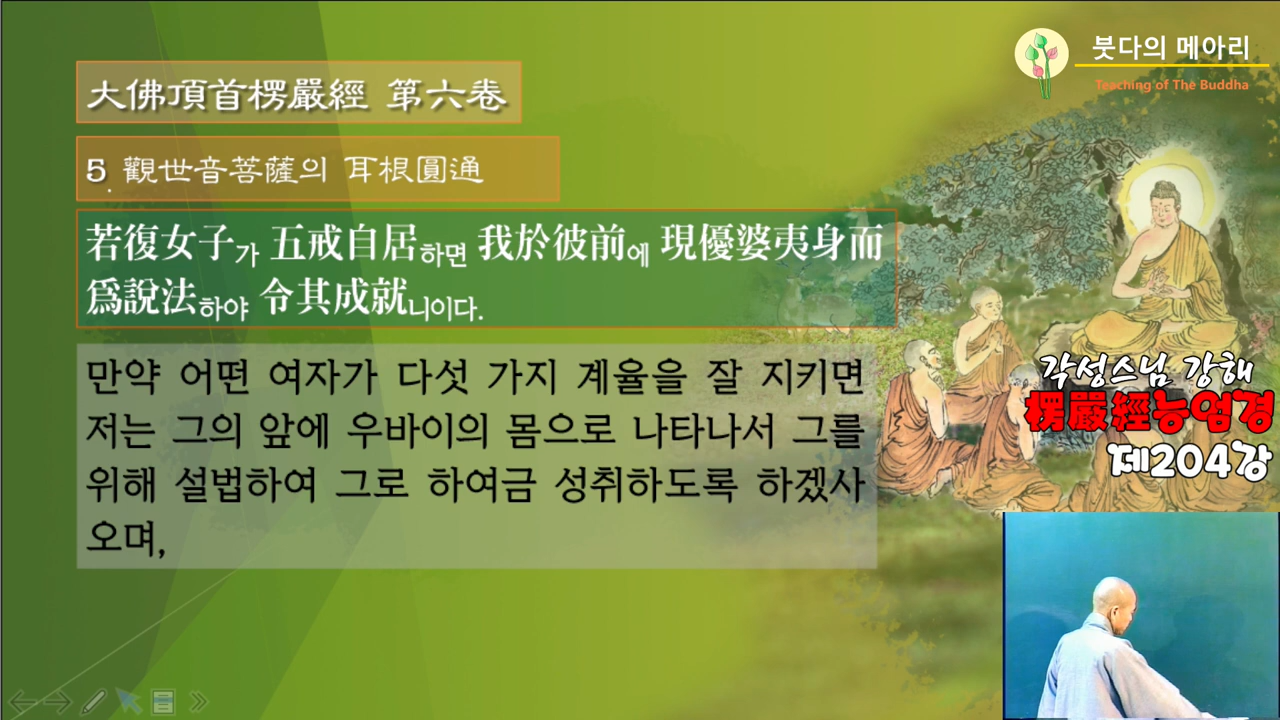 大佛頂首楞嚴經 第六卷
5. 觀世音菩薩의 耳根圓通
若復女子가 五戒自居하면 我於彼前에 現優婆夷身而
爲說法하야 令其成就니이다.
만약 어떤 여자가 다섯 가지 계율을 잘 지키면
저는 그의 앞에 우바이의 몸으로 나타나서 그를
위해 설법하여 그로 하여금 성취하도록 하겠사
오며,
붓다의 메아리
Teaching of The Buddha
각성스님 강해
楞嚴經능엄경
제204강